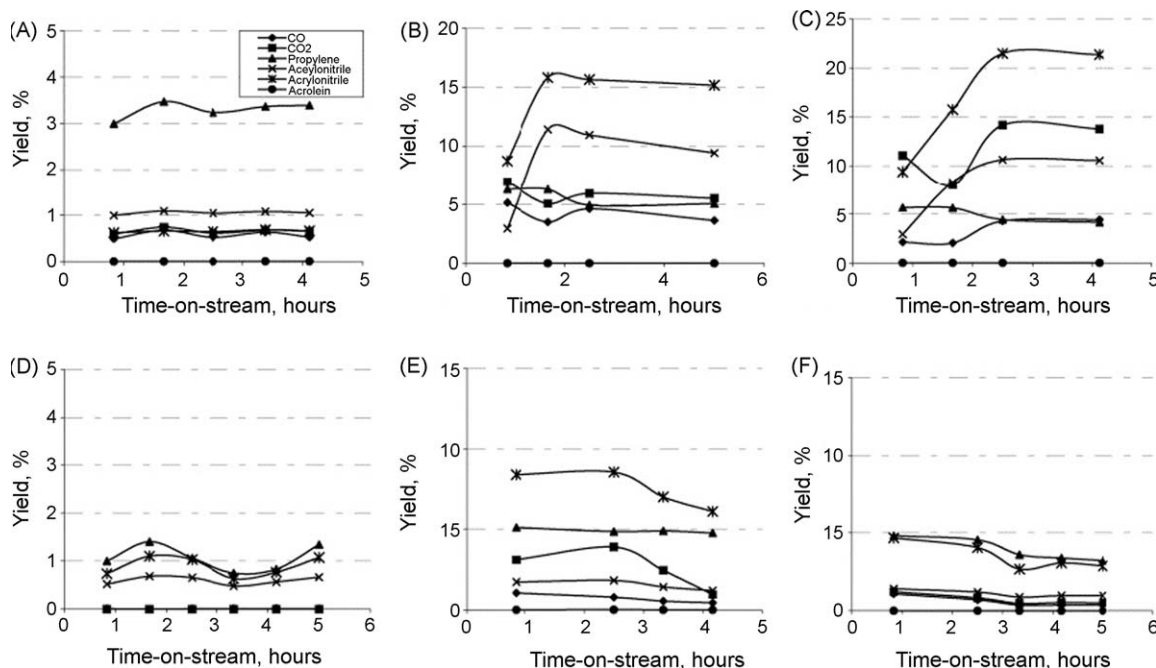 (A)
Yield, %
5
4
3
2
1
0
CO
CO2
Propylene
Aceylonitrile
Acrylonitrile
Acrolein
0 1 2 3 4 5
Time-on-stream, hours
(B)
Yield, %
20
15
10
5
0
0 2 4 6
Time-on-stream, hours
(C)
Yield, %
25
20
15
10
5
0
0 1 2 3 4 5
Time-on-stream, hours
(D)
Yield, %
5
4
3
2
1
0
0 1 2 3 4 5 6
Time-on-stream, hours
(E)
Yield, %
15
10
15
0
0 1 2 3 4 5
Time-on-stream, hours
(F)
Yield, %
15
10
15
0
0 1 2 3 4 5 6
Time-on-stream, hours